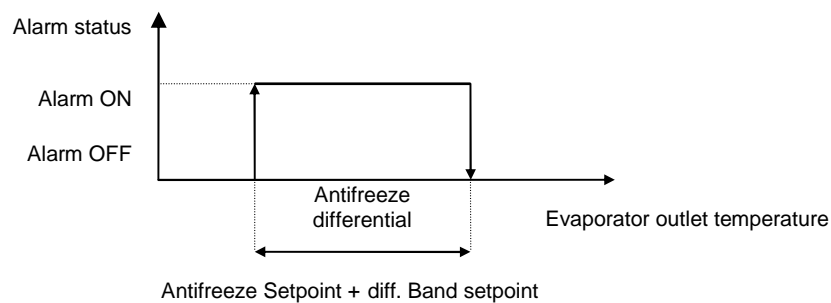 Alarm status
Alarm ON
Alarm OFF
Antifreeze
differential
Evaporator outlet temperature
Antifreeze Setpoint + diff. Band setpoint